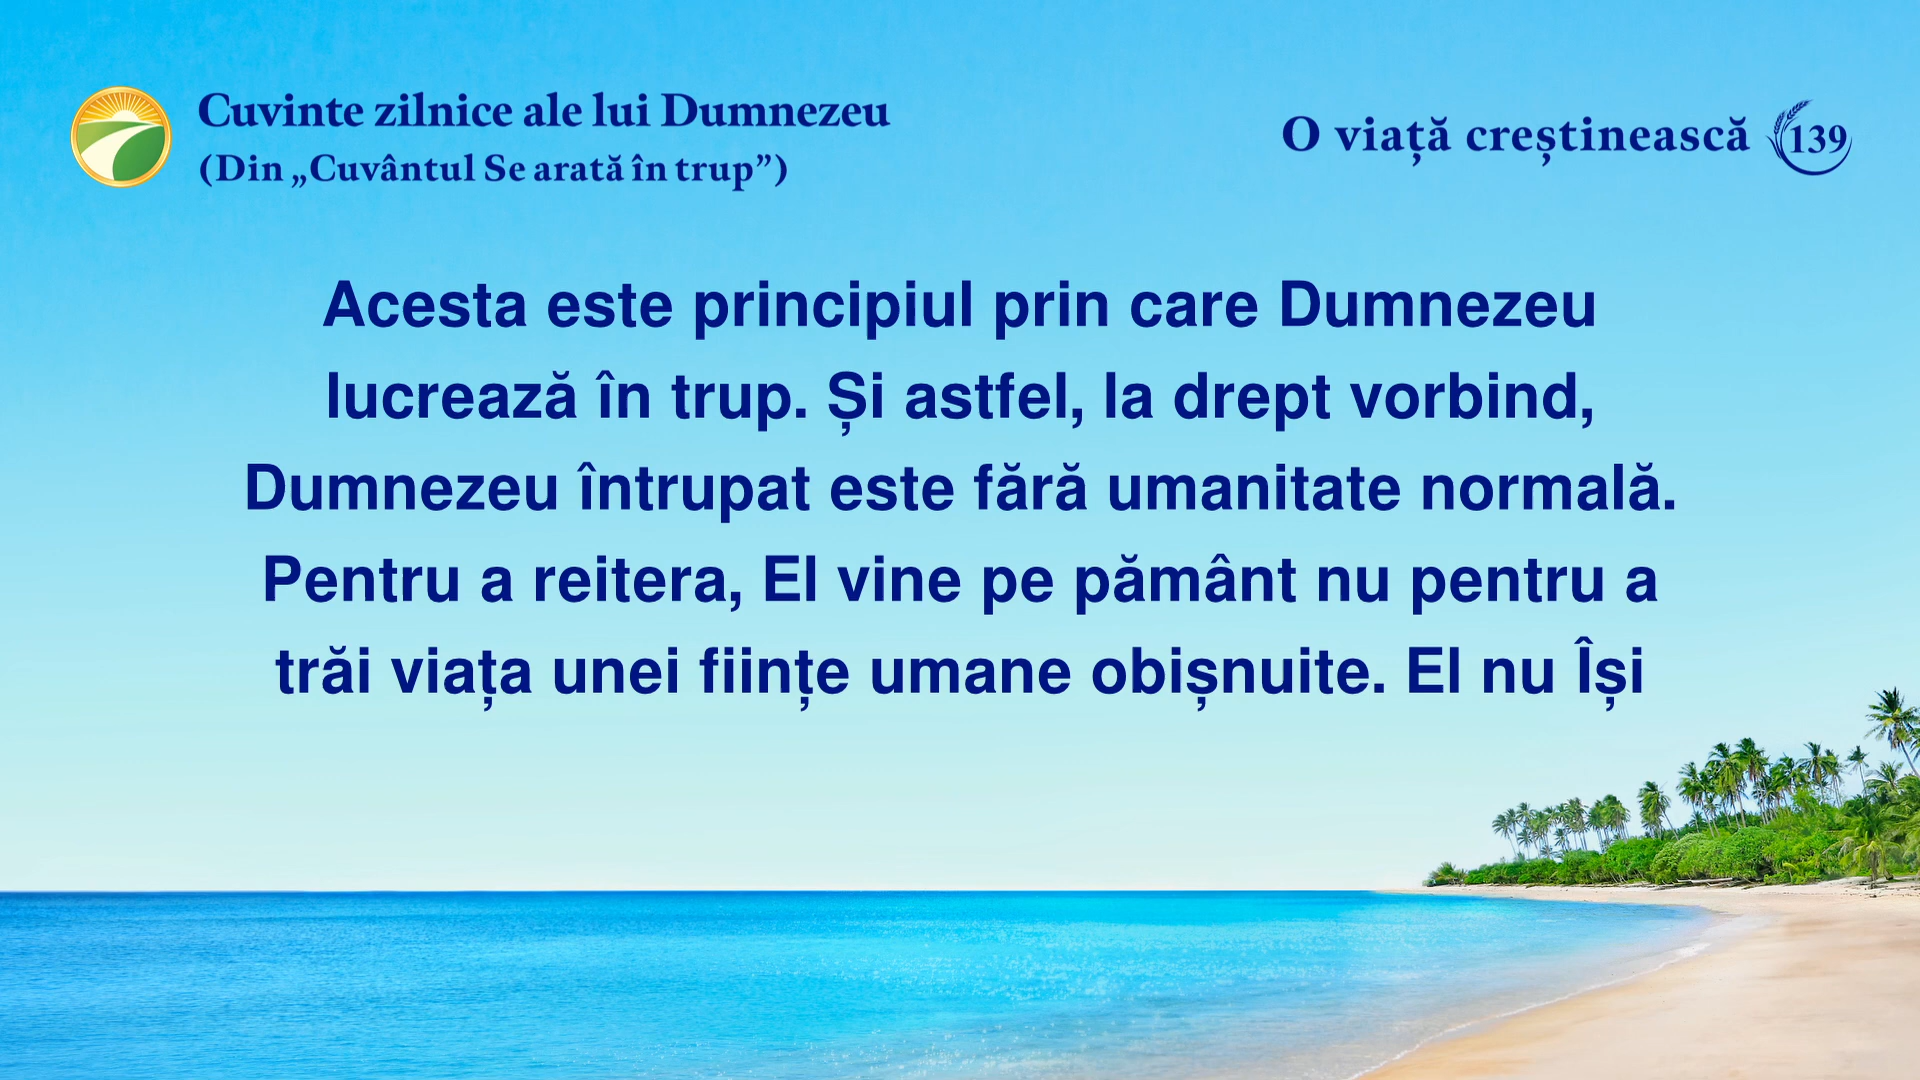 Cuvinte zilnice ale lui Dumnezeu
(Din „Cuvântul Se arată în trup”)
O viață creștinească 139
Acesta este principiul prin care Dumnezeu
lucrează în trup. Și astfel, la drept vorbind,
Dumnezeu întrupat este fără umanitate normală.
Pentru a reitera, El vine pe pământ nu pentru a
trăi viața unei ființe umane obișnuite. El nu Își